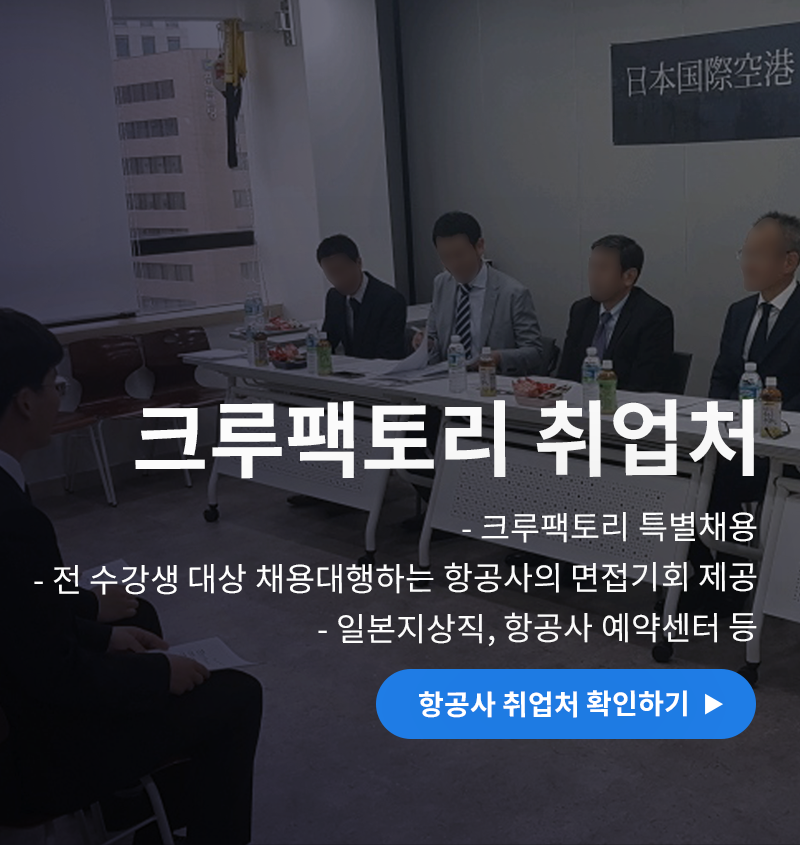 日本国際空港
크루팩토리 취업처
- 크루팩토리 특별채용
- 전 수강생 대상 채용대행하는 항공사의 면접기회 제공
- 일본지상직, 항공사 예약센터 등
항공사 취업처 확인하기 ▶